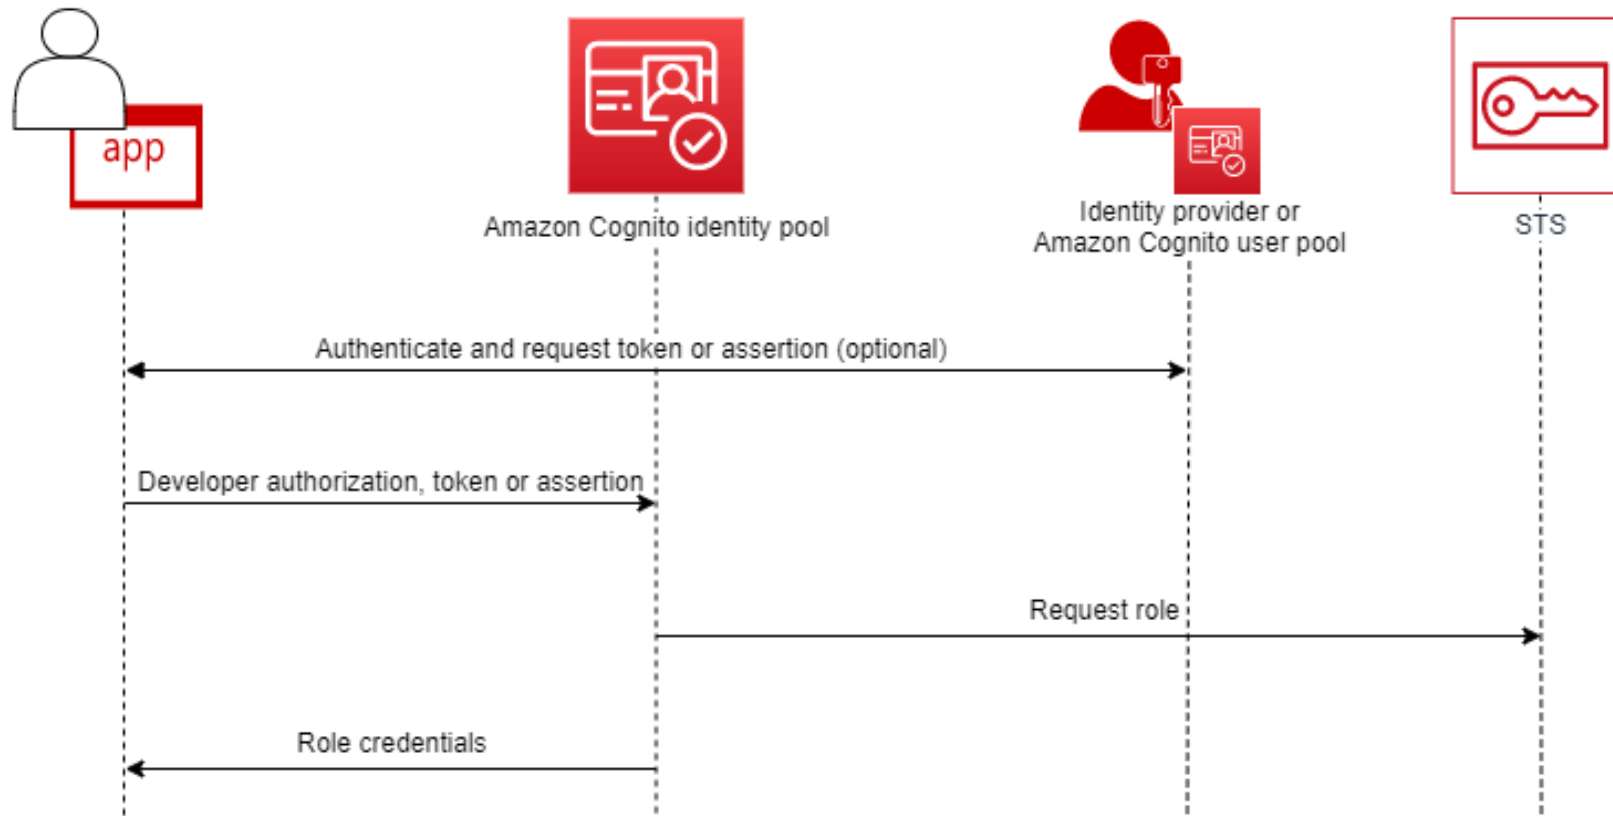 app
Amazon Cognito identity pool
Identity provider or
Amazon Cognito user pool
STS
Authenticate and request token or assertion (optional)
Developer authorization, token or assertion
Request role
Role credentials